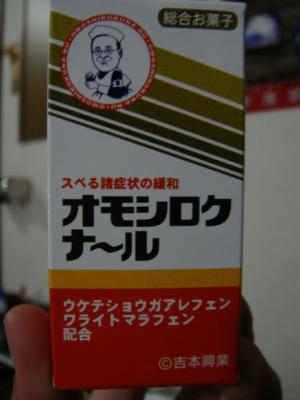 総合お菓子
スベる諸症状の緩和
オモシロク
ナ〜ル
ウケテショウガアレフェン
ワライトマラフェン
配合
©吉本興業